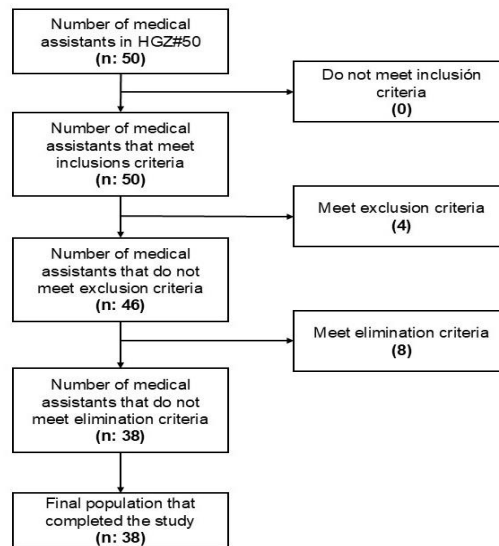 Number of medical
assistants in HGZ#50
(n: 50)
Do not meet inclusión
criteria
(0)
Number of medical
assistants that meet
inclusions criteria
(n: 50)
Meet exclusion criteria
(4)
Number of medical
assistants that do not
meet exclusion criteria
(n: 46)
Meet elimination criteria
(8)
Number of medical
assistants that do not
meet elimination criteria
(n: 38)
Final population that
completed the study
(n: 38)